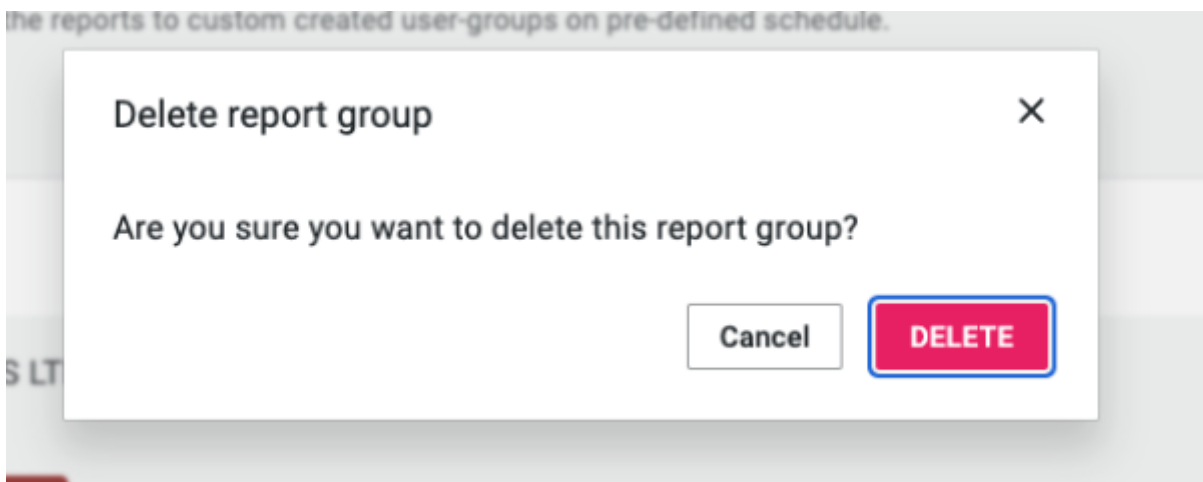 the reports to custom created user-groups on pre-defined schedule.
Delete report group
Are you sure you want to delete this report group?
Cancel
DELETE
S LT